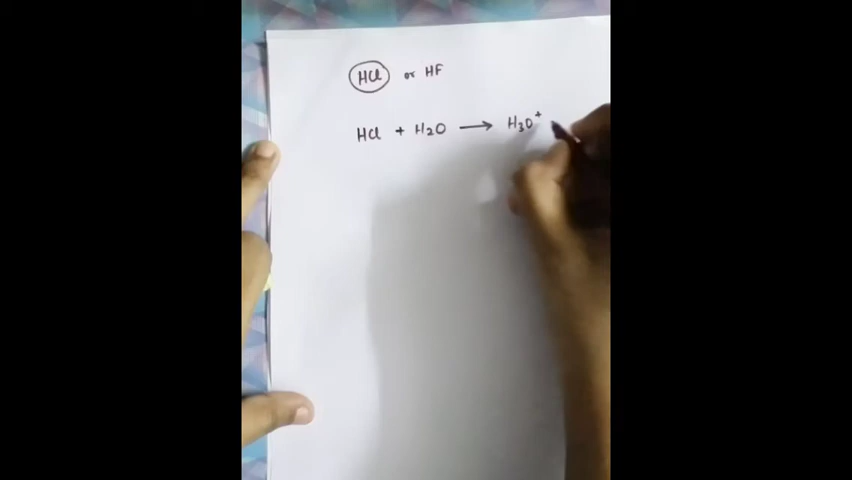 HCl or HF
HCl + H₂O ⟶ H₃O⁺